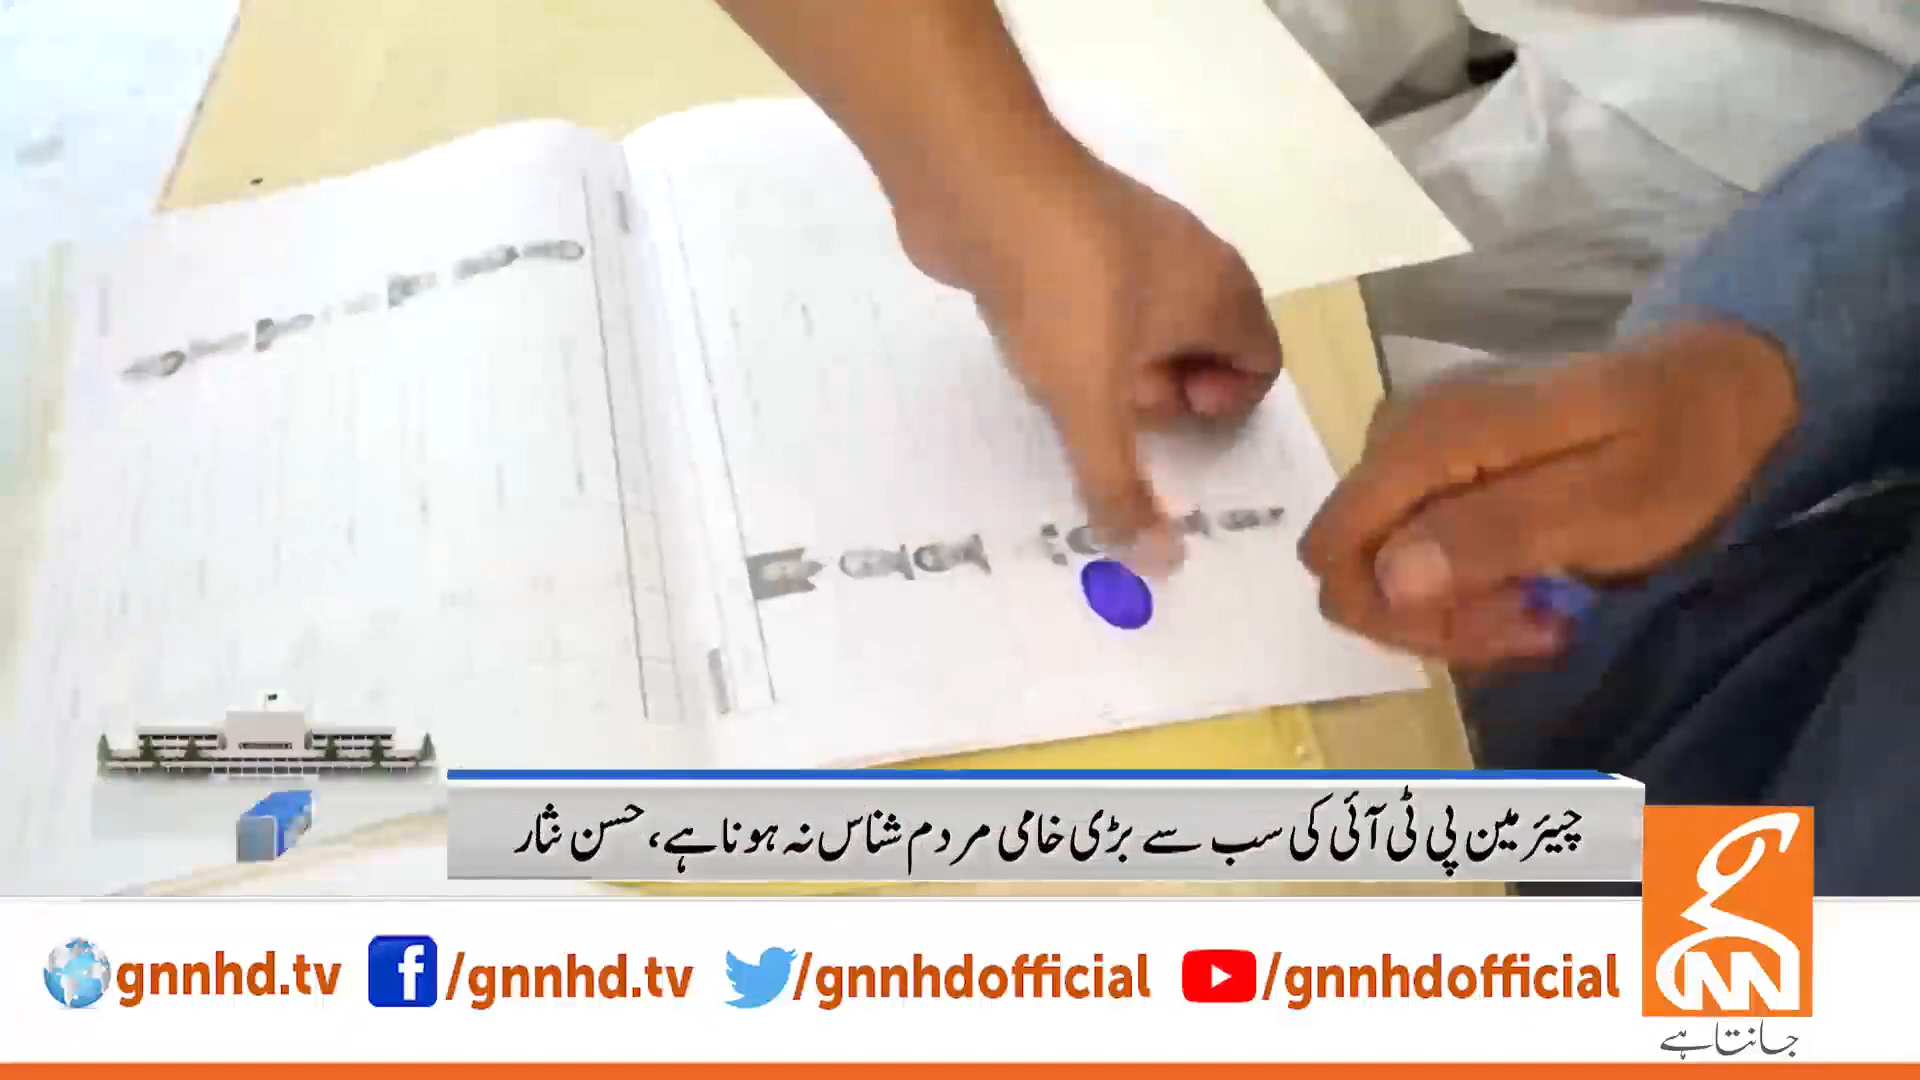 چیئرمین پی ٹی آئی کی سب سے بڑی خامی مردم شناس نہ ہونا ہے، حسن نثار
gnnhd.tv /gnnhd.tv /gnnhdofficial /gnnhdofficial
GNN
جانتا ہے